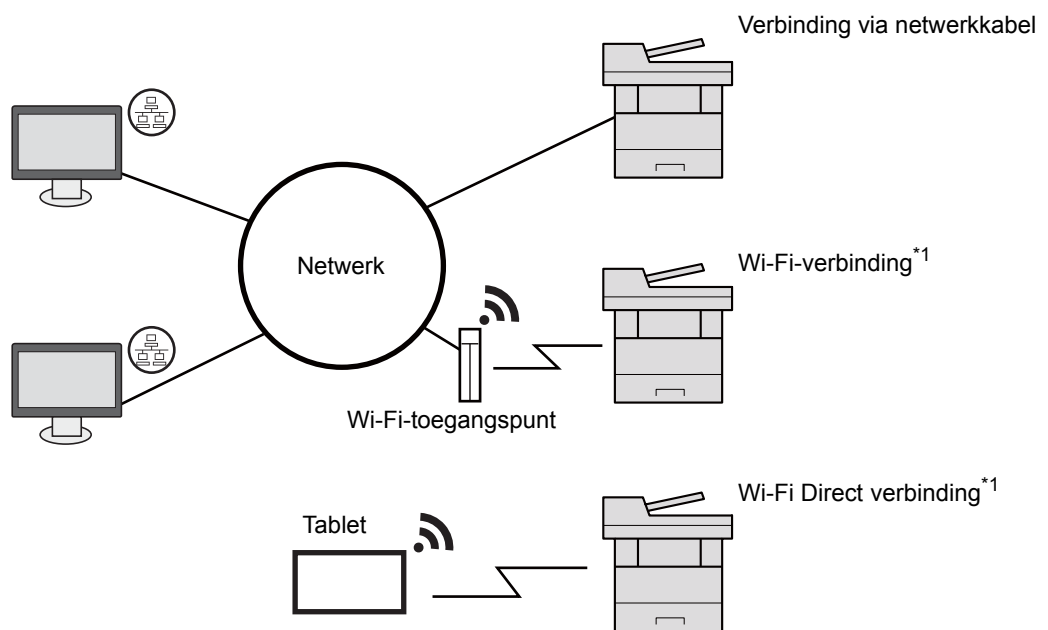 Verbinding via netwerkkabel
Netwerk
Wi-Fi-verbinding*1
Wi-Fi-toegangspunt
Wi-Fi Direct verbinding*1
Tablet